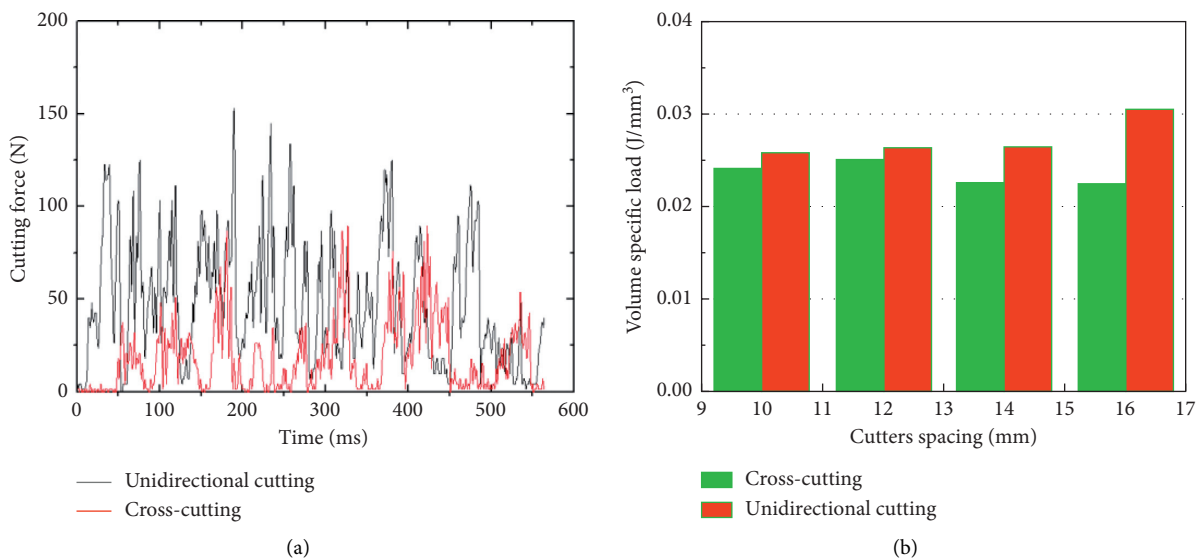 200
150
100
50
0
Cutting force (N)
0 100 200 300 400 500 600
Time (ms)
Unidirectional cutting
Cross-cutting
(a)
0.04
0.03
0.02
0.01
0.00
Volume specific load (J/mm³)
9 10 11 12 13 14 15 16 17
Cutters spacing (mm)
Cross-cutting
Unidirectional cutting
(b)